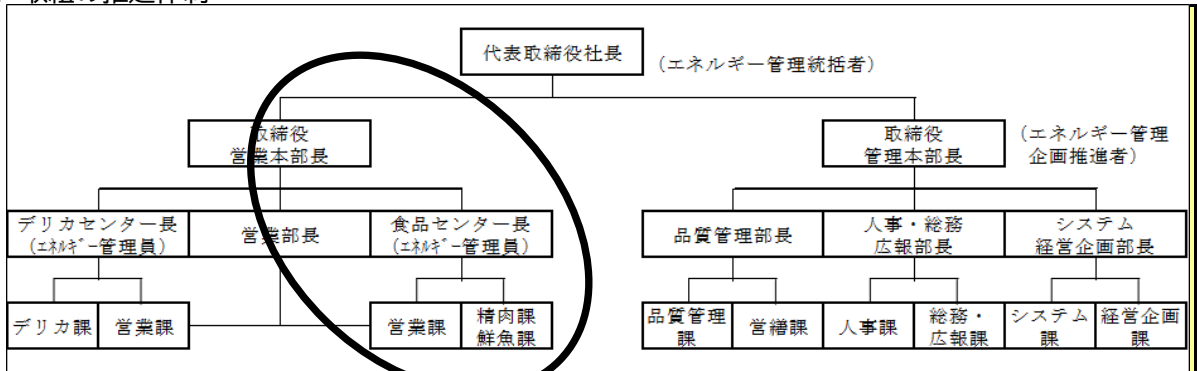 代表取締役社長
(エネルギー管理統括者)
取締役
営業本部長
取締役
管理本部長
(エネルギー管理
企画推進者)
デリカセンター長
(エネルギー管理員)
営業部長
食品センター長
(エネルギー管理員)
品質管理部長
人事・総務
広報部長
システム
経営企画部長
デリカ課
営業課
営業課
精肉課
鮮魚課
品質管理
課
営繕課
人事課
総務・
広報課
システム
課
経営企画
課